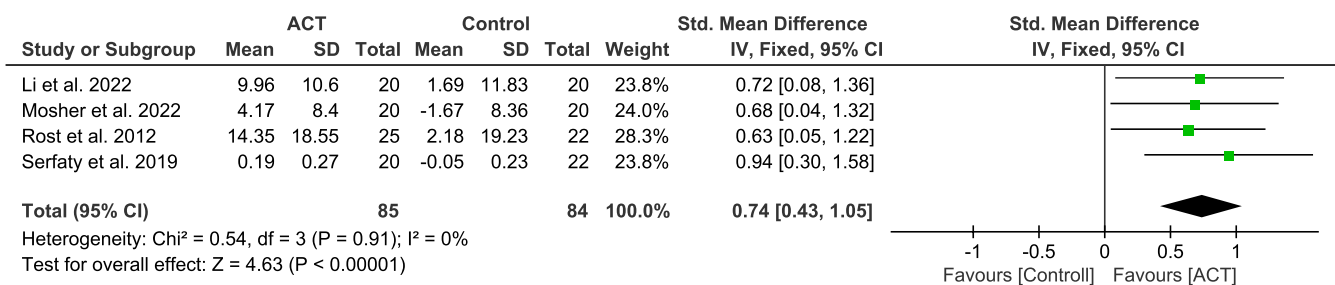 ACT Control Std. Mean Difference Std. Mean Difference
Study or Subgroup Mean SD Total Mean SD Total Weight IV, Fixed, 95% CI IV, Fixed, 95% CI
Li et al. 2022 9.96 10.6 20 1.69 11.83 20 23.8% 0.72 [0.08, 1.36]
Mosher et al. 2022 4.17 8.4 20 -1.67 8.36 20 24.0% 0.68 [0.04, 1.32]
Rost et al. 2012 14.35 18.55 25 2.18 19.23 22 28.3% 0.63 [0.05, 1.22]
Serfaty et al. 2019 0.19 0.27 20 -0.05 0.23 22 23.8% 0.94 [0.30, 1.58]
Total (95% CI) 85 84 100.0% 0.74 [0.43, 1.05]
Heterogeneity: Chi² = 0.54, df = 3 (P = 0.91); I² = 0%
Test for overall effect: Z = 4.63 (P < 0.00001)
-1 -0.5 0 0.5 1
Favours [Controll] Favours [ACT]